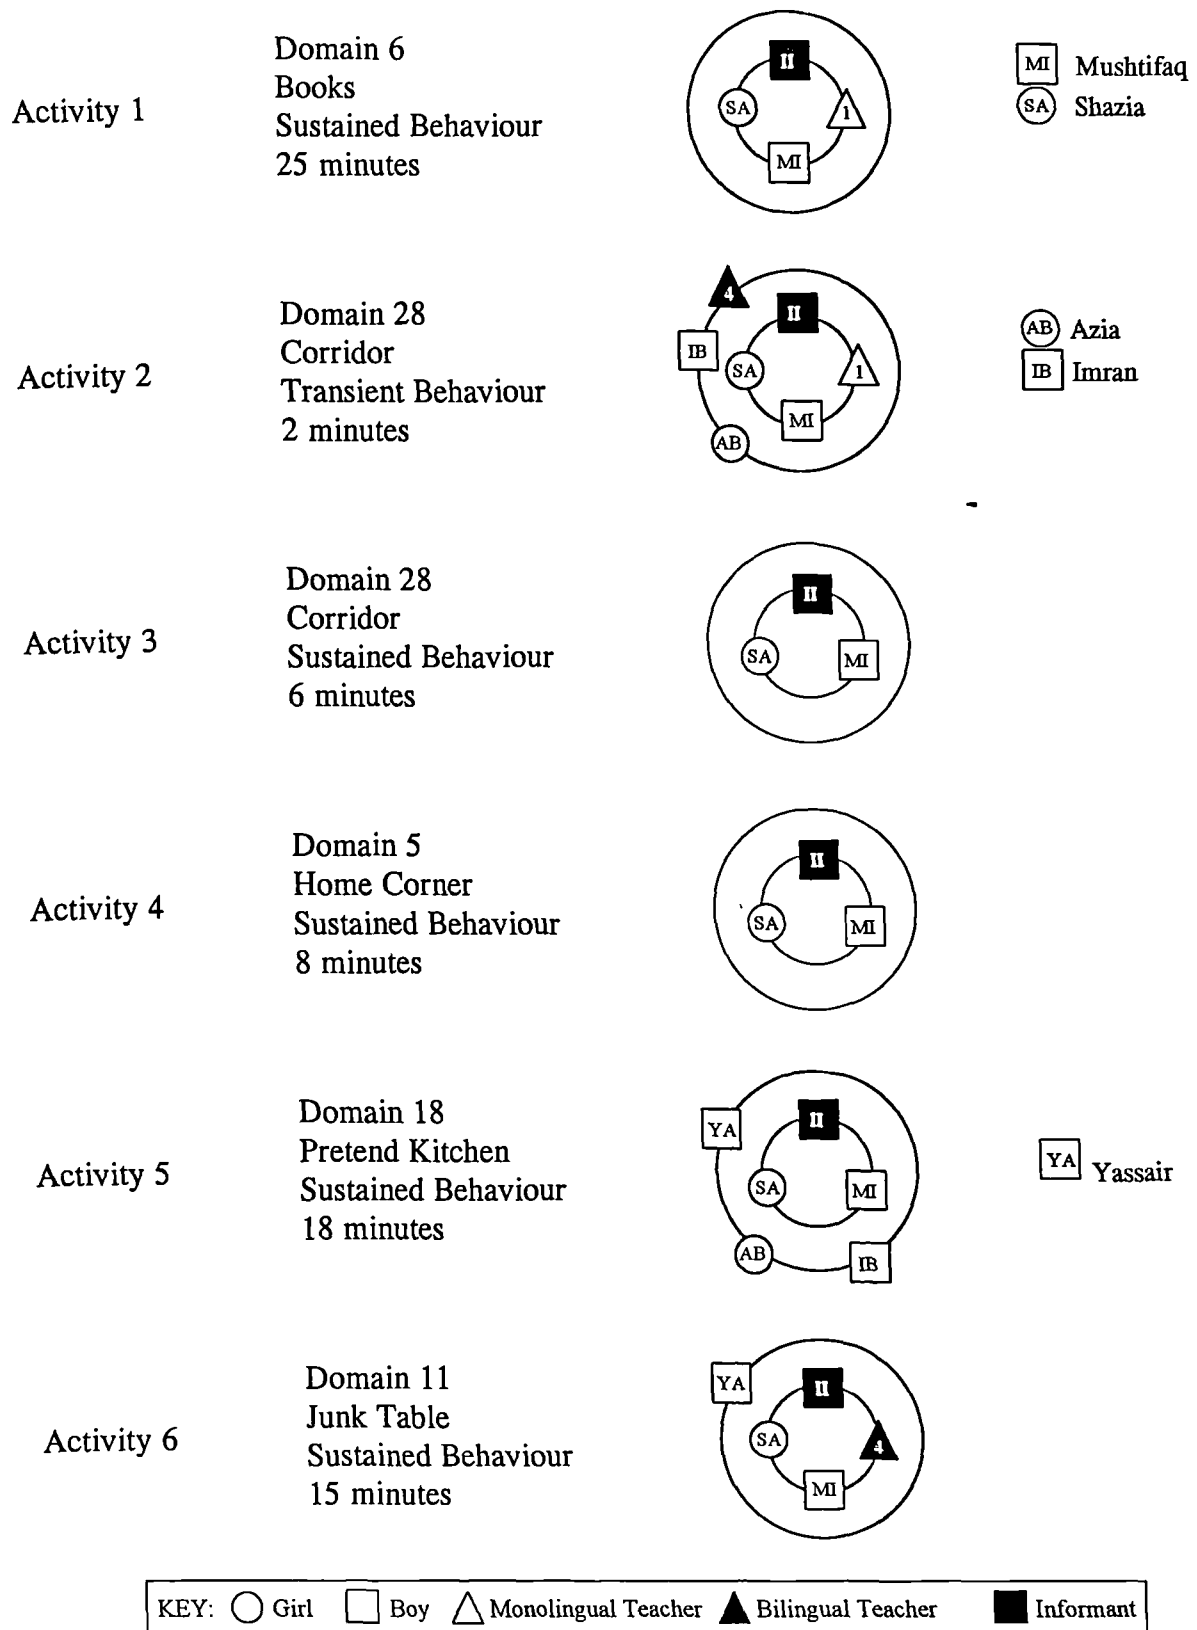 Activity 1
Domain 6
Books
Sustained Behaviour
25 minutes
II
SA
1
MI
MI Mushtifaq
SA Shazia
Activity 2
Domain 28
Corridor
Transient Behaviour
2 minutes
4
II
IB
SA
1
MI
AB
AB Azia
IB Imran
Activity 3
Domain 28
Corridor
Sustained Behaviour
6 minutes
II
SA
MI
Activity 4
Domain 5
Home Corner
Sustained Behaviour
8 minutes
II
SA
MI
Activity 5
Domain 18
Pretend Kitchen
Sustained Behaviour
18 minutes
II
YA
SA
MI
AB
IB
YA Yassair
Activity 6
Domain 11
Junk Table
Sustained Behaviour
15 minutes
YA
II
SA
4
MI
KEY: Girl Boy Monolingual Teacher Bilingual Teacher Informant